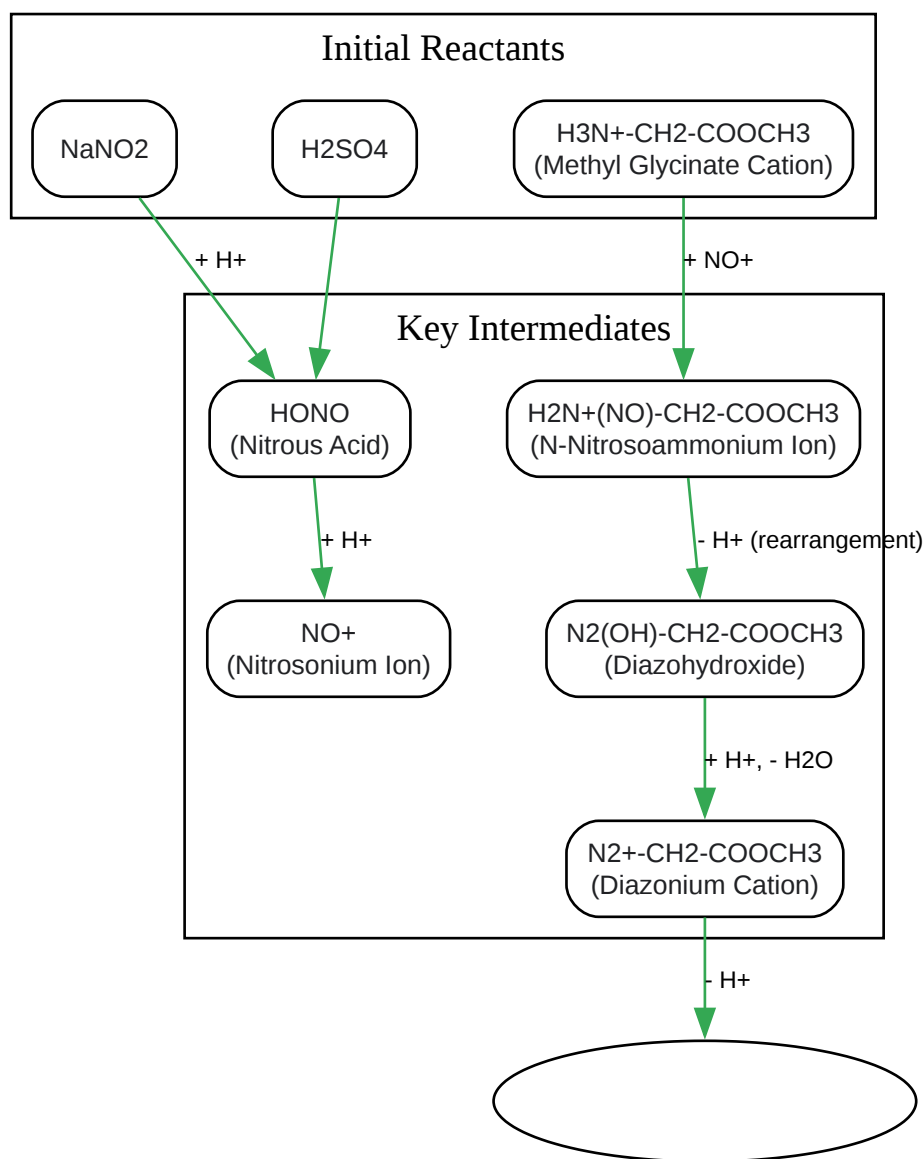 Initial Reactants
NaNO2
H2SO4
H3N+-CH2-COOCH3
(Methyl Glycinate Cation)
+ H+
+ NO+
Key Intermediates
HONO
(Nitrous Acid)
H2N+(NO)-CH2-COOCH3
(N-Nitrosoammonium Ion)
+ H+
- H+ (rearrangement)
NO+
(Nitrosonium Ion)
N2(OH)-CH2-COOCH3
(Diazohydroxide)
+ H+, - H2O
N2+-CH2-COOCH3
(Diazonium Cation)
- H+